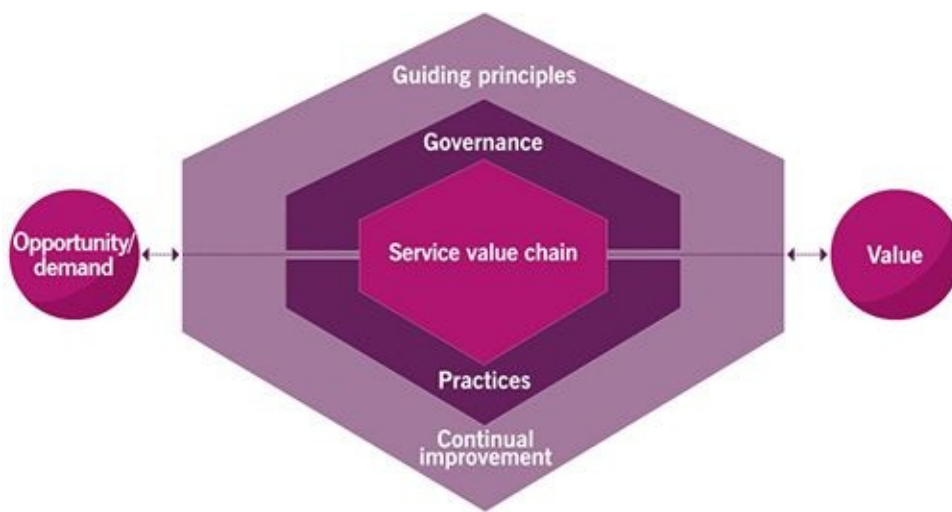 Guiding principles
Governance
Opportunity/
demand
Service value chain
Value
Practices
Continual
improvement